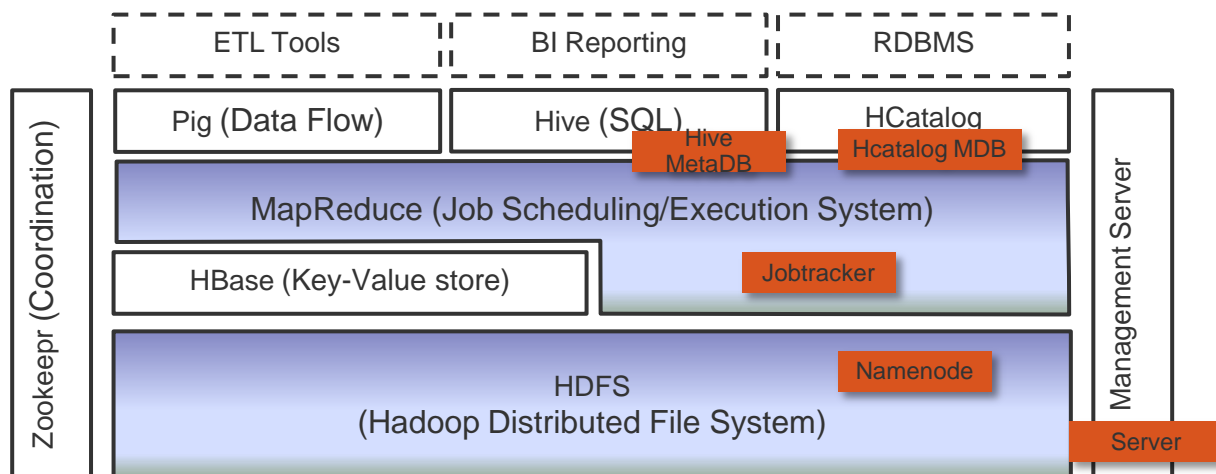 ETL Tools
BI Reporting
RDBMS
Pig (Data Flow)
Hive (SQL)
HCatalog
Hive
MetaDB
Hcatalog MDB
MapReduce (Job Scheduling/Execution System)
HBase (Key-Value store)
Jobtracker
HDFS
(Hadoop Distributed File System)
Namenode
Zookeepr (Coordination)
Management Server
Server